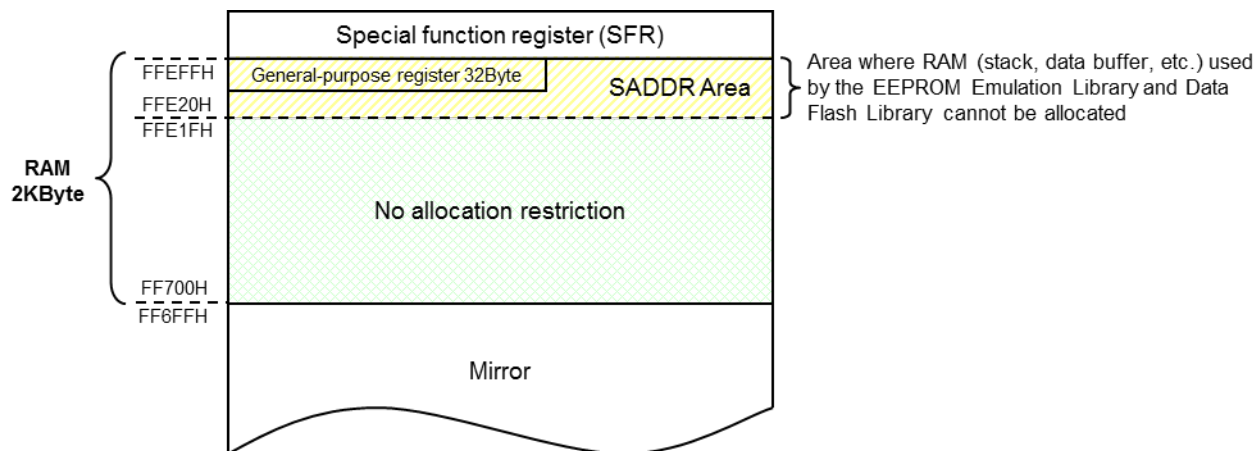 Special function register (SFR)
FFEFFH
General-purpose register 32Byte
SADDR Area
FFE20H
FFE1FH
Area where RAM (stack, data buffer, etc.) used
by the EEPROM Emulation Library and Data
Flash Library cannot be allocated
RAM
2KByte
No allocation restriction
FF700H
FF6FFH
Mirror